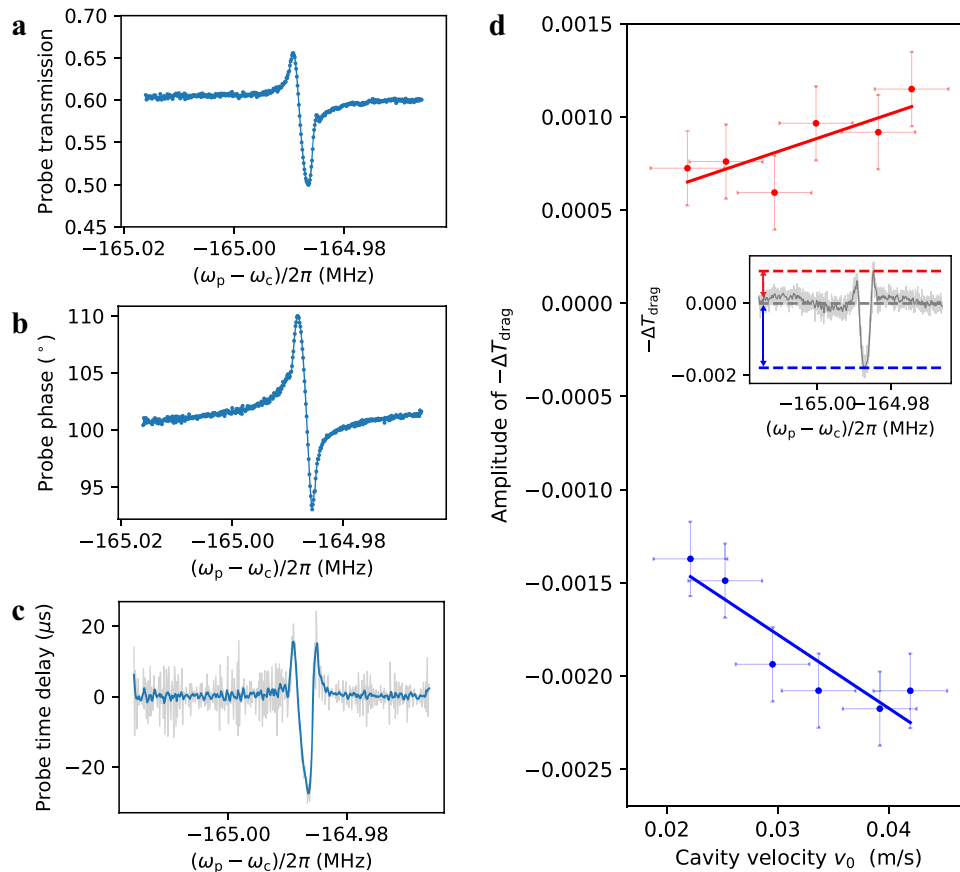 a
0.70
0.65
0.60
0.55
0.50
0.45
Probe transmission
−165.02
−165.00
−164.98
(ωp − ωc)/2π (MHz)
b
110
105
100
95
Probe phase (°)
−165.02
−165.00
−164.98
(ωp − ωc)/2π (MHz)
c
20
0
−20
Probe time delay (μs)
−165.00
−164.98
(ωp − ωc)/2π (MHz)
d
0.0015
0.0010
0.0005
0.0000
−0.0005
−0.0010
−0.0015
−0.0020
−0.0025
Amplitude of −ΔTdrag
0.02
0.03
0.04
Cavity velocity v0 (m/s)
0.000
−0.002
−ΔTdrag
−165.00
−164.98
(ωp − ωc)/2π (MHz)